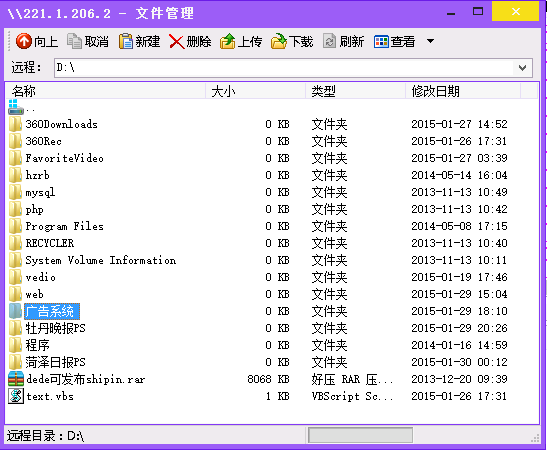 \\221.1.206.2 - 文件管理
向上 取消 新建 删除 上传 下载 刷新 查看
远程： D:\
名称 大小 类型 修改日期
..
360Downloads 0 KB 文件夹 2015-01-27 14:52
360Rec 0 KB 文件夹 2015-01-26 17:31
FavoriteVideo 0 KB 文件夹 2015-01-27 03:39
hzrb 0 KB 文件夹 2014-05-14 16:04
mysql 0 KB 文件夹 2013-11-13 10:49
php 0 KB 文件夹 2013-11-13 10:42
Program Files 0 KB 文件夹 2014-05-08 17:15
RECYCLER 0 KB 文件夹 2013-11-13 10:40
System Volume Information 0 KB 文件夹 2013-11-13 10:11
vedio 0 KB 文件夹 2015-01-19 17:46
web 0 KB 文件夹 2015-01-29 15:04
广告系统 0 KB 文件夹 2015-01-29 18:10
牡丹晚报PS 0 KB 文件夹 2015-01-29 20:26
程序 0 KB 文件夹 2014-01-16 14:59
菏泽日报PS 0 KB 文件夹 2015-01-30 00:12
dede可发布shipin.rar 8068 KB 好压 RAR 压... 2013-12-20 09:39
text.vbs 1 KB VBScript Sc... 2015-01-26 17:31
远程目录：D:\